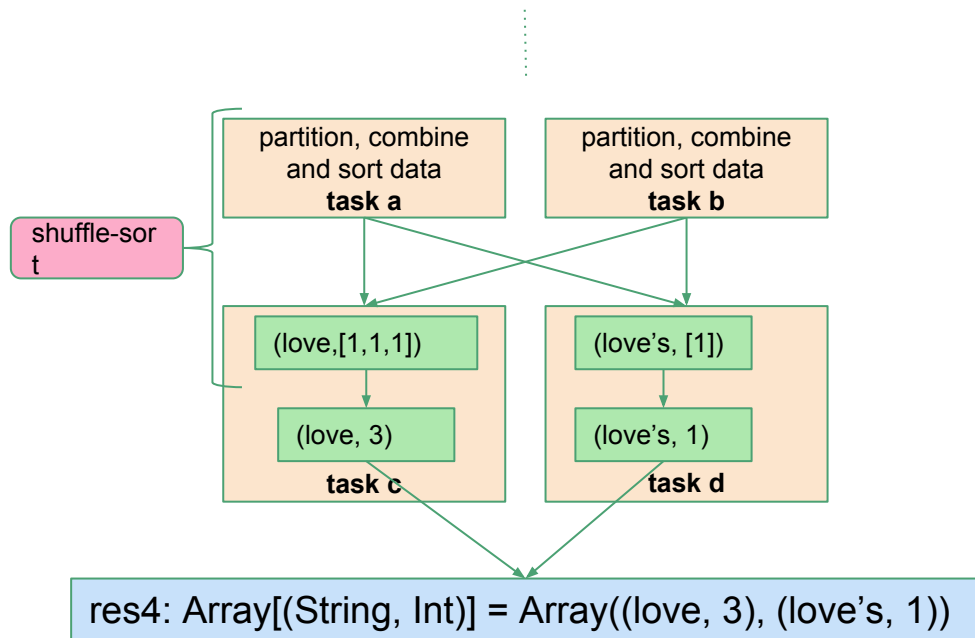 partition, combine
and sort data
task a
partition, combine
and sort data
task b
shuffle-sor
t
(love,[1,1,1])
(love’s, [1])
(love, 3)
(love’s, 1)
task c
task d
res4: Array[(String, Int)] = Array((love, 3), (love’s, 1))